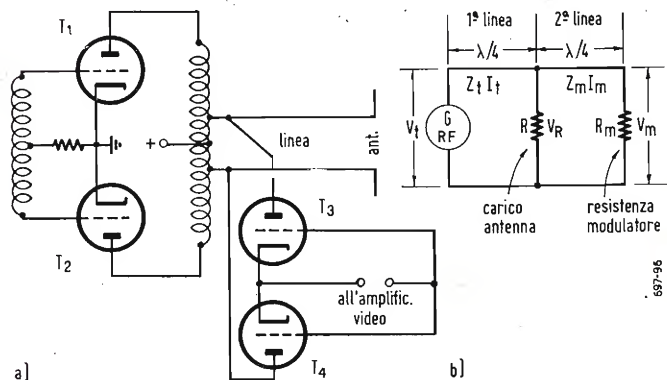 T1
T2
+
linea
ant.
T3
all'amplific.
video
T4
a)
1ª linea
2ª linea
λ/4
λ/4
Zt It
Zm Im
Vt
G
RF
R
VR
Rm
Vm
carico
antenna
resistenza
modulatore
b)
697-96